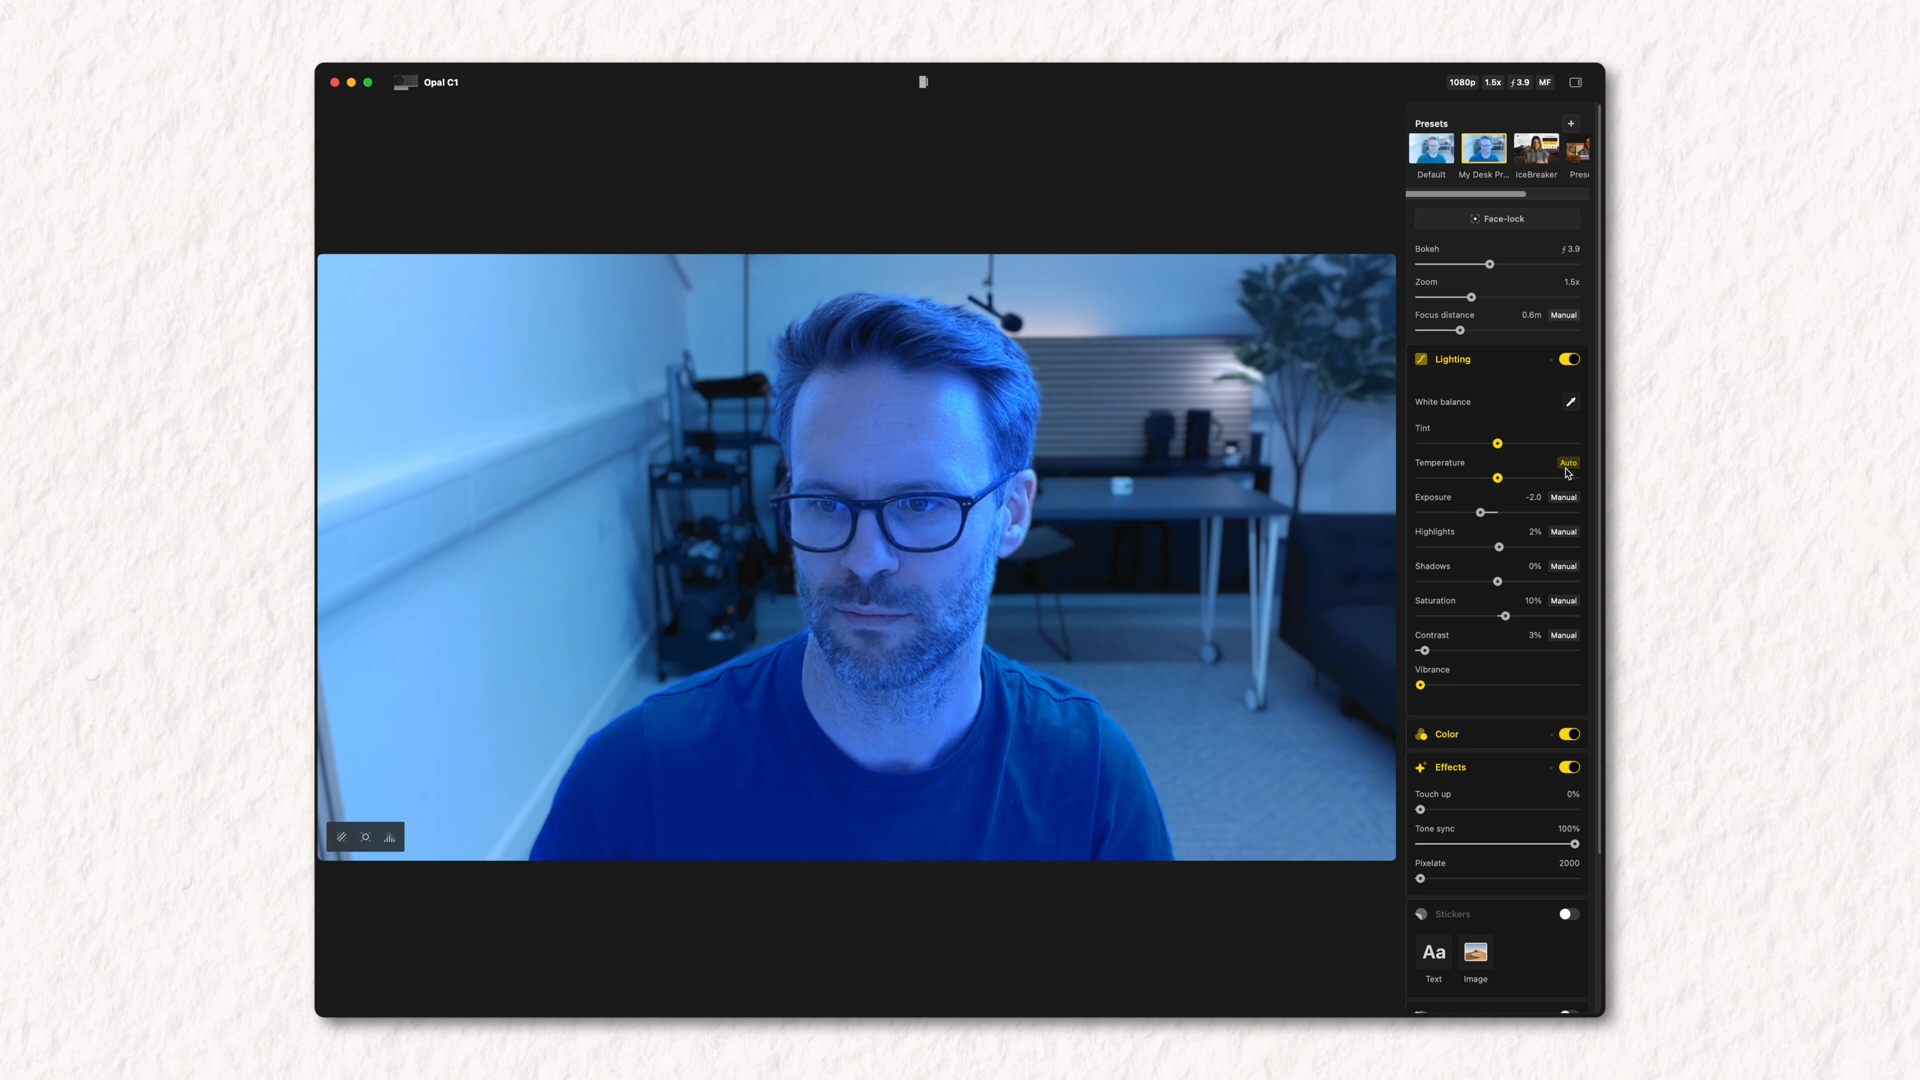 Opal C1
1080p 1.5x ƒ3.9 MF
Presets
Default My Desk Pr... IceBreaker Prese
Face-lock
Bokeh ƒ3.9
Zoom 1.5x
Focus distance 0.6m Manual
Lighting
White balance
Tint
Temperature Auto
Exposure -2.0 Manual
Highlights 2% Manual
Shadows 0% Manual
Saturation 10% Manual
Contrast 3% Manual
Vibrance
Color
Effects
Touch up 0%
Tone sync 100%
Pixelate 2000
Stickers
Aa
Text Image